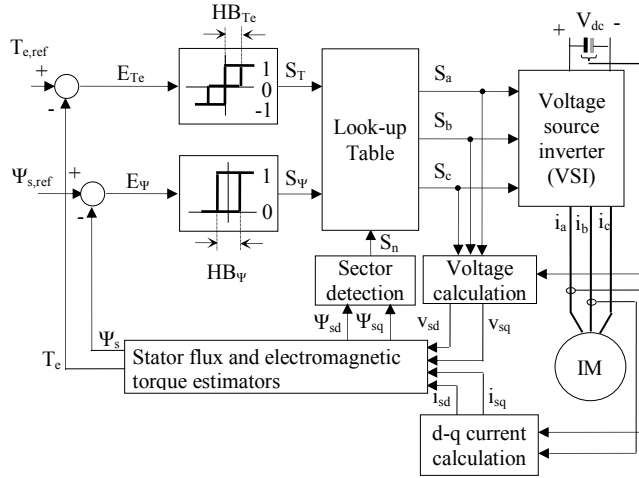 HB_Te
V_dc
+ -
T_e,ref
+
-
E_Te
1
0
-1
S_T
Look-up
Table
S_a
S_b
S_c
Voltage
source
inverter
(VSI)
Ψ_s,ref
+
-
E_Ψ
1
0
S_Ψ
HB_Ψ
S_n
i_a i_b i_c
Sector
detection
Voltage
calculation
Ψ_sd Ψ_sq
v_sd v_sq
Ψ_s
T_e
Stator flux and electromagnetic
torque estimators
IM
i_sd i_sq
d-q current
calculation